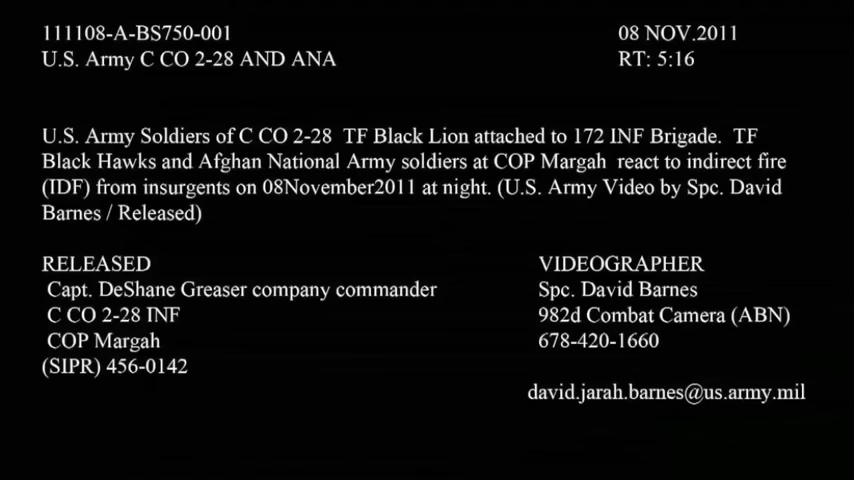 111108-A-BS750-001
08 NOV.2011
U.S. Army C CO 2-28 AND ANA
RT: 5:16
U.S. Army Soldiers of C CO 2-28 TF Black Lion attached to 172 INF Brigade. TF
Black Hawks and Afghan National Army soldiers at COP Margah react to indirect fire
(IDF) from insurgents on 08November2011 at night. (U.S. Army Video by Spc. David
Barnes / Released)
RELEASED
Capt. DeShane Greaser company commander
C CO 2-28 INF
COP Margah
(SIPR) 456-0142
VIDEOGRAPHER
Spc. David Barnes
982d Combat Camera (ABN)
678-420-1660
david.jarah.barnes@us.army.mil